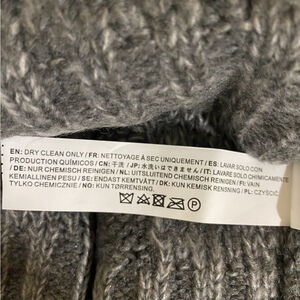 EN: DRY CLEAN ONLY / FR: NETTOYAGE À SEC UNIQUEMENT / ES: LAVAR SOLO CON
PRODUCTION QUÍMICOS / CN: 干洗 / JP: 水洗いはできません / IT: LAVARE SOLO CHIMICAMENTE
/ DE: NUR CHEMISCH REINIGEN / NL: UITSLUITEND CHEMISCH REINIGEN / FI: VAIN
KEMIALLINEN PESU / SE: ENDAST KEMTVÄTT / DK: KUN KEMISK RENSNING / PL: CZYŚCIĆ
TYLKO CHEMICZNIE / NO: KUN TØRRENSING.
P